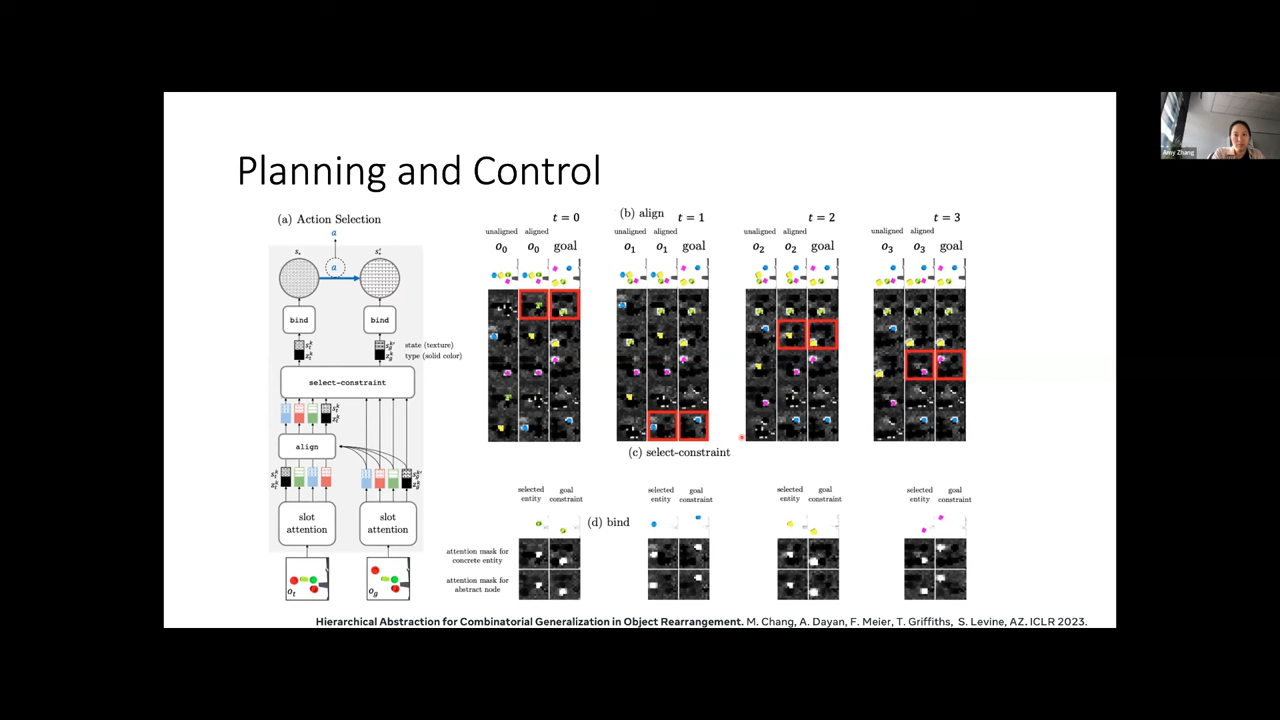 Planning and Control
Amy Zhang
(a) Action Selection
a
a
bind
bind
state (texture)
type (solid color)
select-constraint
align
slot attention
slot attention
t = 0
(b) align
t = 1
t = 2
t = 3
unaligned aligned
unaligned aligned
unaligned aligned
unaligned aligned
o0 o0 goal
o1 o1 goal
o2 o2 goal
o3 o3 goal
(c) select-constraint
selected entity goal constraint
selected entity goal constraint
selected entity goal constraint
selected entity goal constraint
(d) bind
attention mask for
concrete entity
attention mask for
abstract node
ot
og
Hierarchical Abstraction for Combinatorial Generalization in Object Rearrangement. M. Chang, A. Dayan, F. Meier, T. Griffiths, S. Levine, AZ. ICLR 2023.